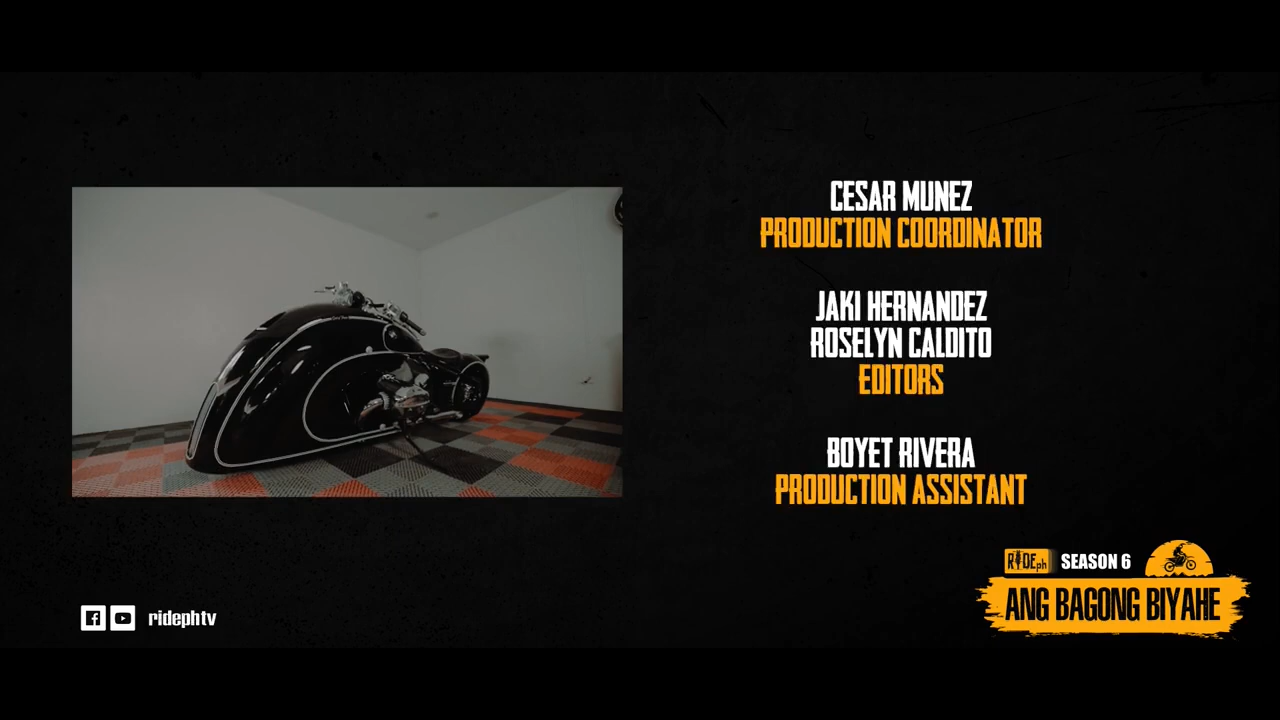 CESAR MUNEZ
PRODUCTION COORDINATOR
JAKI HERNANDEZ
ROSELYN CALDITO
EDITORS
BOYET RIVERA
PRODUCTION ASSISTANT
RIDEph SEASON 6
ANG BAGONG BIYAHE
ridephtv